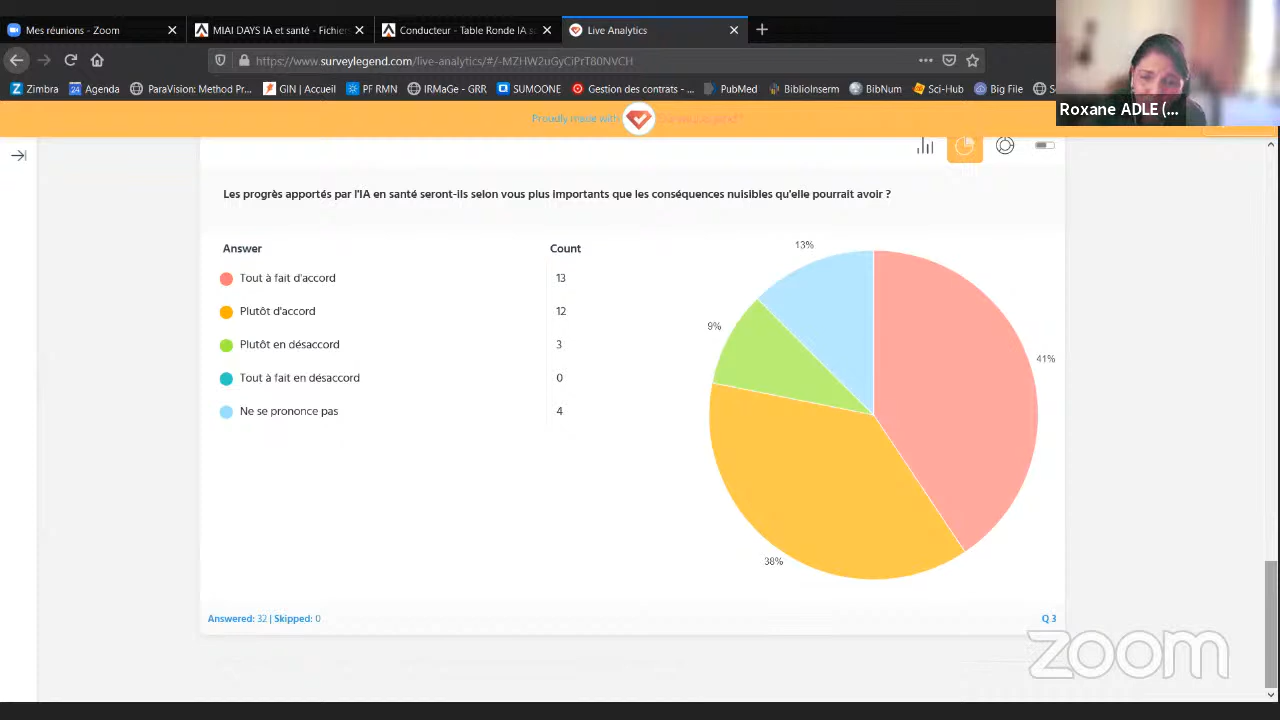 Mes réunions - Zoom
MIAI DAYS IA et santé - Fichier
Conducteur - Table Ronde IA s
Live Analytics
https://www.surveylegend.com/live-analytics/#/-MZHW2uGyCiPrT80NVCH
Zimbra
Agenda
ParaVision: Method Pr...
GIN | Accueil
PF RMN
IRMaGe - GRR
SUMOONE
Gestion des contrats - ...
PubMed
BiblioInserm
BibNum
Sci-Hub
Big File
Roxane ADLE (...
Proudly made with
Les progrès apportés par l'IA en santé seront-ils selon vous plus importants que les conséquences nuisibles qu'elle pourrait avoir ?
Answer Count
Tout à fait d'accord 13
Plutôt d'accord 12
Plutôt en désaccord 3
Tout à fait en désaccord 0
Ne se prononce pas 4
13%
9%
41%
38%
Answered: 32 | Skipped: 0
Q 3
zoom